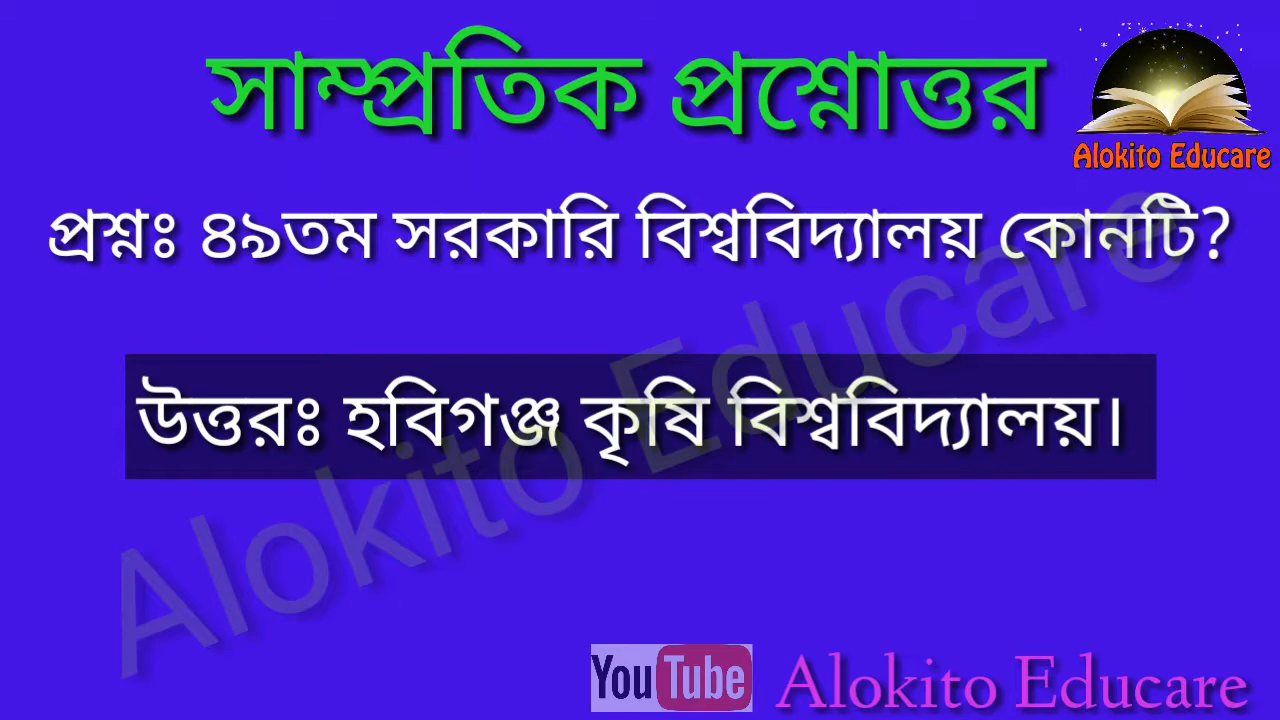 সাম্প্রতিক প্রশ্নোত্তর
Alokito Educare
প্রশ্নঃ ৪৯তম সরকারি বিশ্ববিদ্যালয় কোনটি?
উত্তরঃ হবিগঞ্জ কৃষি বিশ্ববিদ্যালয়।
Alokito Educare
YouTube Alokito Educare